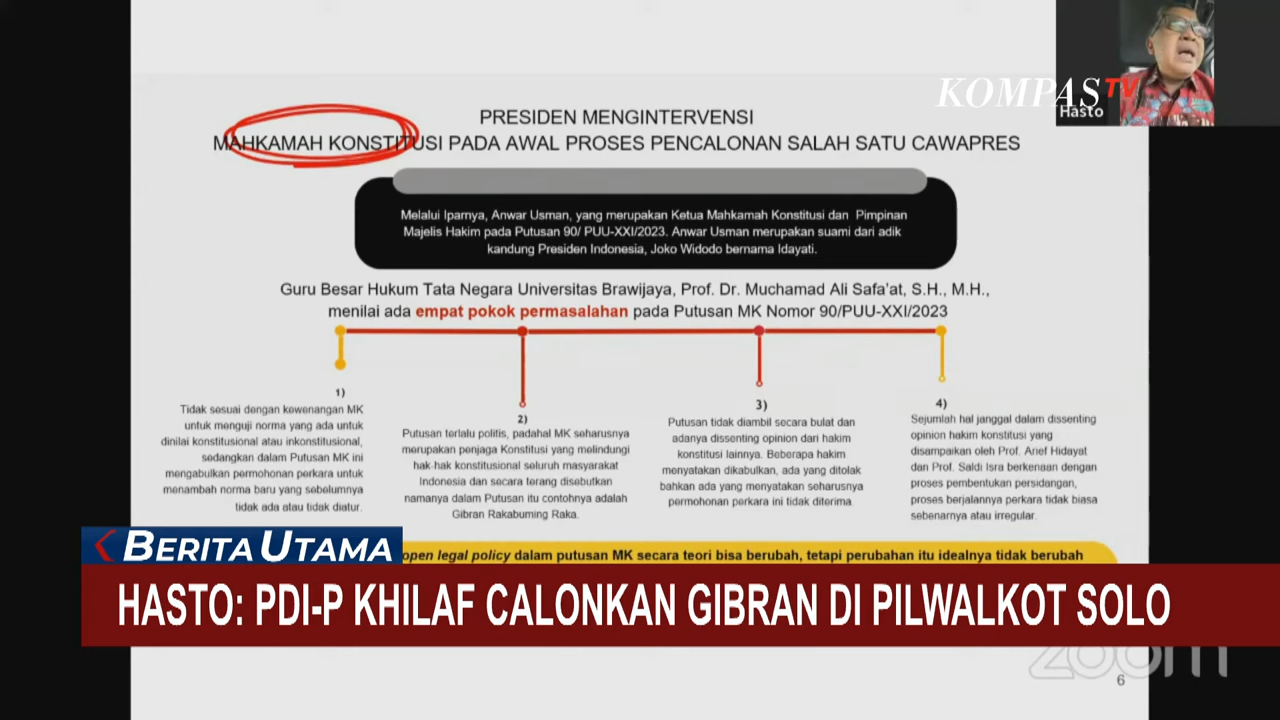 KOMPASTV
Hasto
PRESIDEN MENGINTERVENSI
MAHKAMAH KONSTITUSI PADA AWAL PROSES PENCALONAN SALAH SATU CAWAPRES
Melalui Iparnya, Anwar Usman, yang merupakan Ketua Mahkamah Konstitusi dan Pimpinan
Majelis Hakim pada Putusan 90/ PUU-XXI/2023. Anwar Usman merupakan suami dari adik
kandung Presiden Indonesia, Joko Widodo bernama Idayati.
Guru Besar Hukum Tata Negara Universitas Brawijaya, Prof. Dr. Muchamad Ali Safa'at, S.H., M.H.,
menilai ada empat pokok permasalahan pada Putusan MK Nomor 90/PUU-XXI/2023
1)
Tidak sesuai dengan kewenangan MK
untuk menguji norma yang ada untuk
dinilai konstitusional atau inkonstitusional,
sedangkan dalam Putusan MK ini
mengabulkan permohonan perkara untuk
menambah norma baru yang sebelumnya
tidak ada atau tidak diatur.
2)
Putusan terlalu politis, padahal MK seharusnya
merupakan penjaga Konstitusi yang melindungi
hak-hak konstitusional seluruh masyarakat
Indonesia dan secara terang disebutkan
namanya dalam Putusan itu contohnya adalah
Gibran Rakabuming Raka.
3)
Putusan tidak diambil secara bulat dan
adanya dissenting opinion dari hakim
konstitusi lainnya. Beberapa hakim
menyatakan dikabulkan, ada yang ditolak
bahkan ada yang menyatakan seharusnya
permohonan perkara ini tidak diterima
4)
Sejumlah hal janggal dalam dissenting
opinion hakim konstitusi yang
disampaikan oleh Prof. Arief Hidayat
dan Prof. Saldi Isra berkenaan dengan
proses pembentukan persidangan,
proses berjalannya perkara tidak biasa
sebenarnya atau irregular.
open legal policy dalam putusan MK secara teori bisa berubah, tetapi perubahan itu idealnya tidak berubah
BERITA UTAMA
HASTO: PDI-P KHILAF CALONKAN GIBRAN DI PILWALKOT SOLO
zoom
6